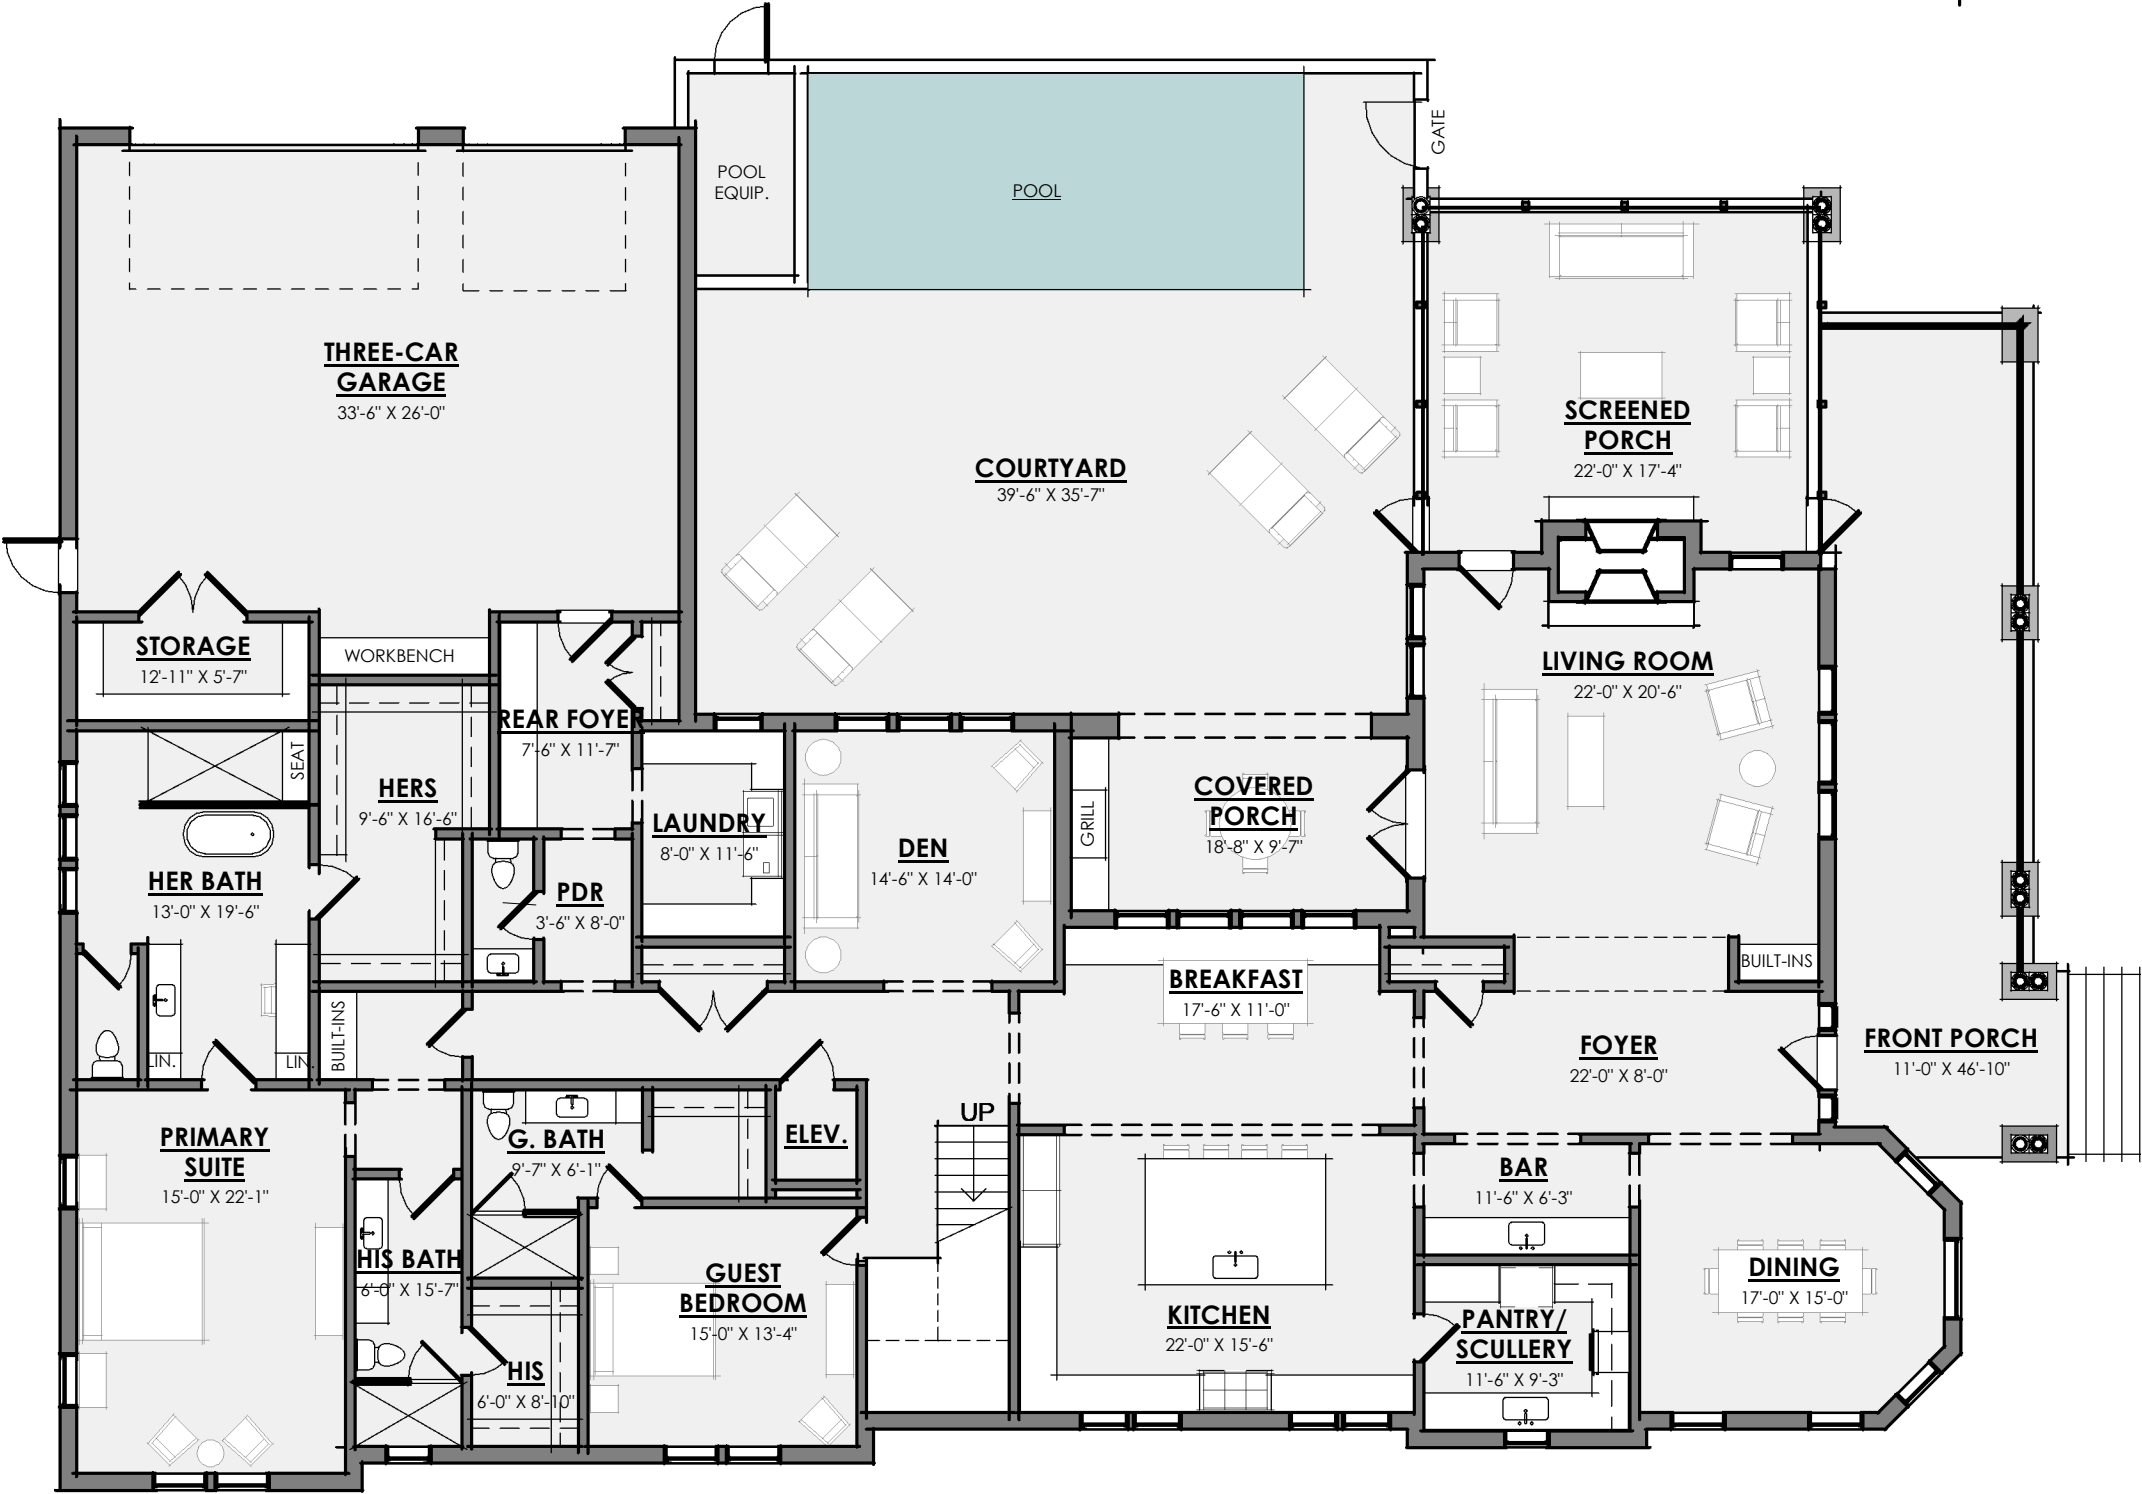 GATE
POOL
EQUIP.
POOL
THREE-CAR
GARAGE
33'-6" X 26'-0"
SCREENED
PORCH
22'-0" X 17'-4"
COURTYARD
39'-6" X 35'-7"
STORAGE
12'-11" X 5'-7"
WORKBENCH
LIVING ROOM
22'-0" X 20'-6"
REAR FOYER
7'-6" X 11'-7"
SEAT
HERS
9'-6" X 16'-6"
LAUNDRY
8'-0" X 11'-6"
DEN
14'-6" X 14'-0"
GRILL
COVERED
PORCH
18'-8" X 9'-7"
HER BATH
13'-0" X 19'-6"
PDR
3'-6" X 8'-0"
BUILT-INS
BREAKFAST
17'-6" X 11'-0"
BUILT-INS
LIN.
LIN.
FOYER
22'-0" X 8'-0"
FRONT PORCH
11'-0" X 46'-10"
UP
PRIMARY
SUITE
15'-0" X 22'-1"
G. BATH
9'-7" X 6'-1"
ELEV.
BAR
11'-6" X 6'-3"
HIS BATH
6'-0" X 15'-7"
GUEST
BEDROOM
15'-0" X 13'-4"
KITCHEN
22'-0" X 15'-6"
PANTRY/
SCULLERY
11'-6" X 9'-3"
DINING
17'-0" X 15'-0"
HIS
6'-0" X 8'-10"